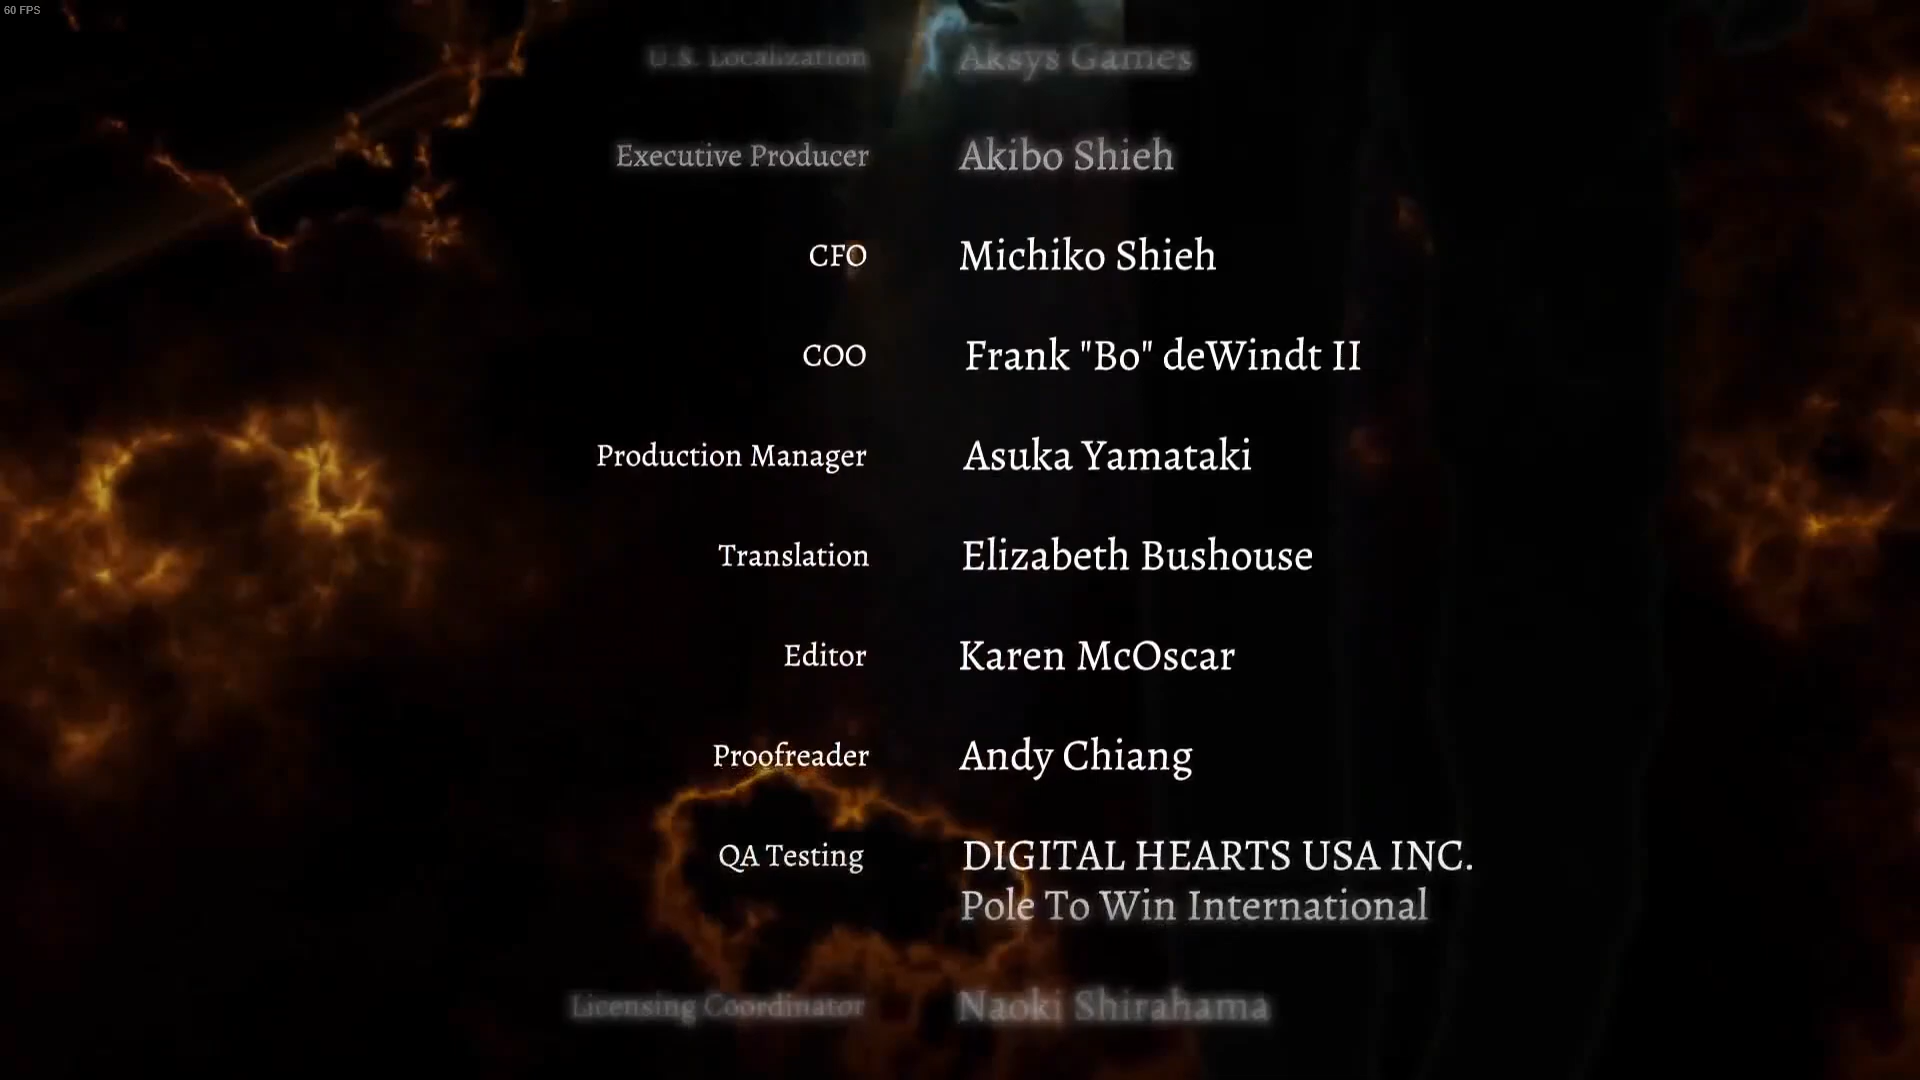 60 FPS
U.S. Localization Aksys Games
Executive Producer Akibo Shieh
CFO Michiko Shieh
COO Frank "Bo" deWindt II
Production Manager Asuka Yamataki
Translation Elizabeth Bushouse
Editor Karen McOscar
Proofreader Andy Chiang
QA Testing DIGITAL HEARTS USA INC.
Pole To Win International
Licensing Coordinator Naoki Shirahama